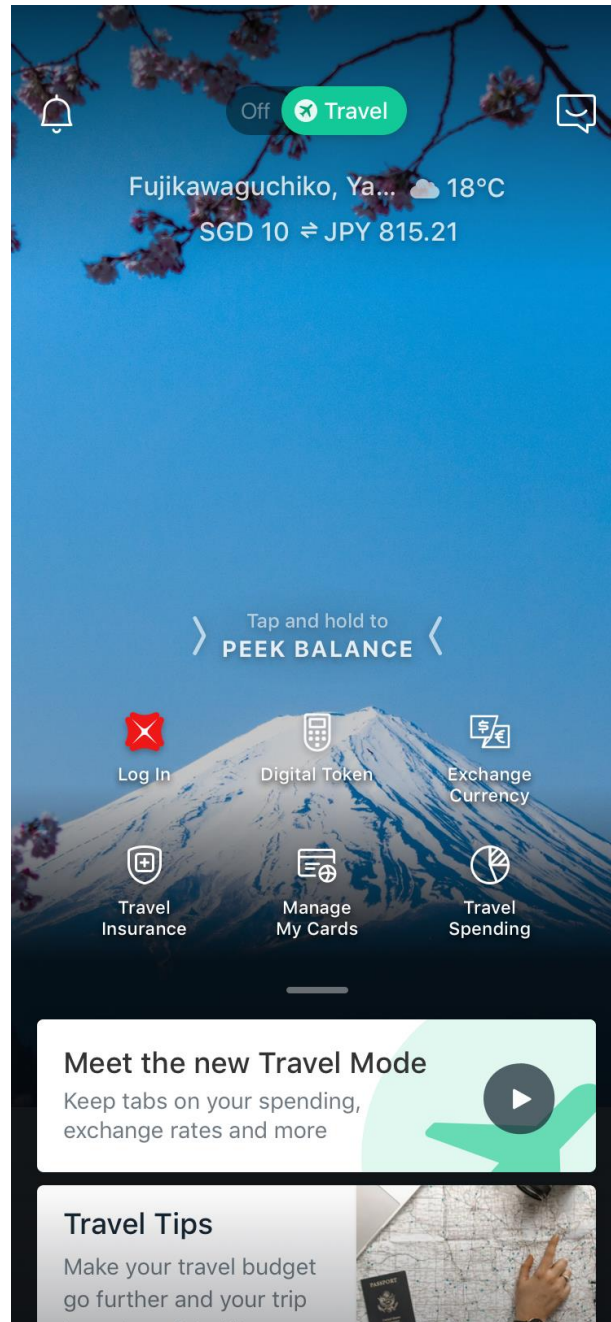 Off Travel
Fujikawaguchiko, Ya... 18°C
SGD 10 ⇌ JPY 815.21
Tap and hold to
PEEK BALANCE
Log In
Digital Token
Exchange
Currency
Travel
Insurance
Manage
My Cards
Travel
Spending
Meet the new Travel Mode
Keep tabs on your spending,
exchange rates and more
Travel Tips
Make your travel budget
go further and your trip
PASSPORT